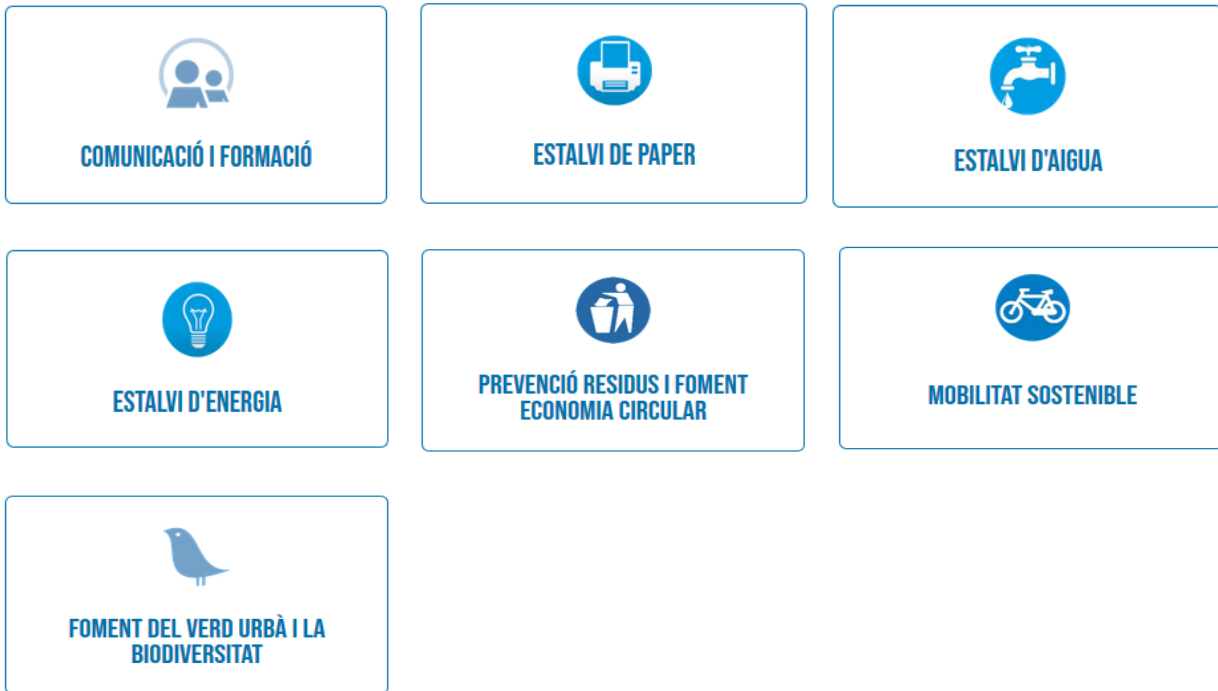 COMUNICACIÓ I FORMACIÓ
ESTALVI DE PAPER
ESTALVI D'AIGUA
ESTALVI D'ENERGIA
PREVENCIÓ RESIDUS I FOMENT
ECONOMIA CIRCULAR
MOBILITAT SOSTENIBLE
FOMENT DEL VERD URBÀ I LA
BIODIVERSITAT